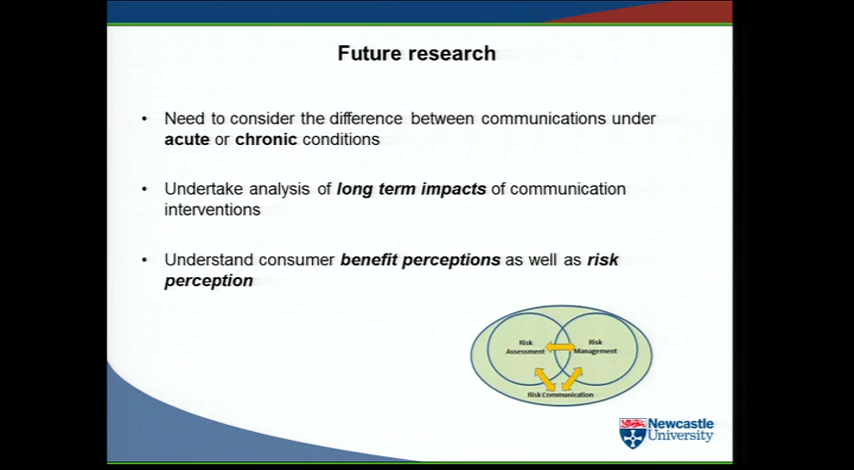 Future research
• Need to consider the difference between communications under
acute or chronic conditions
• Undertake analysis of long term impacts of communication
interventions
• Understand consumer benefit perceptions as well as risk
perception
Risk
Assessment
Risk
Management
Risk Communication
Newcastle
University